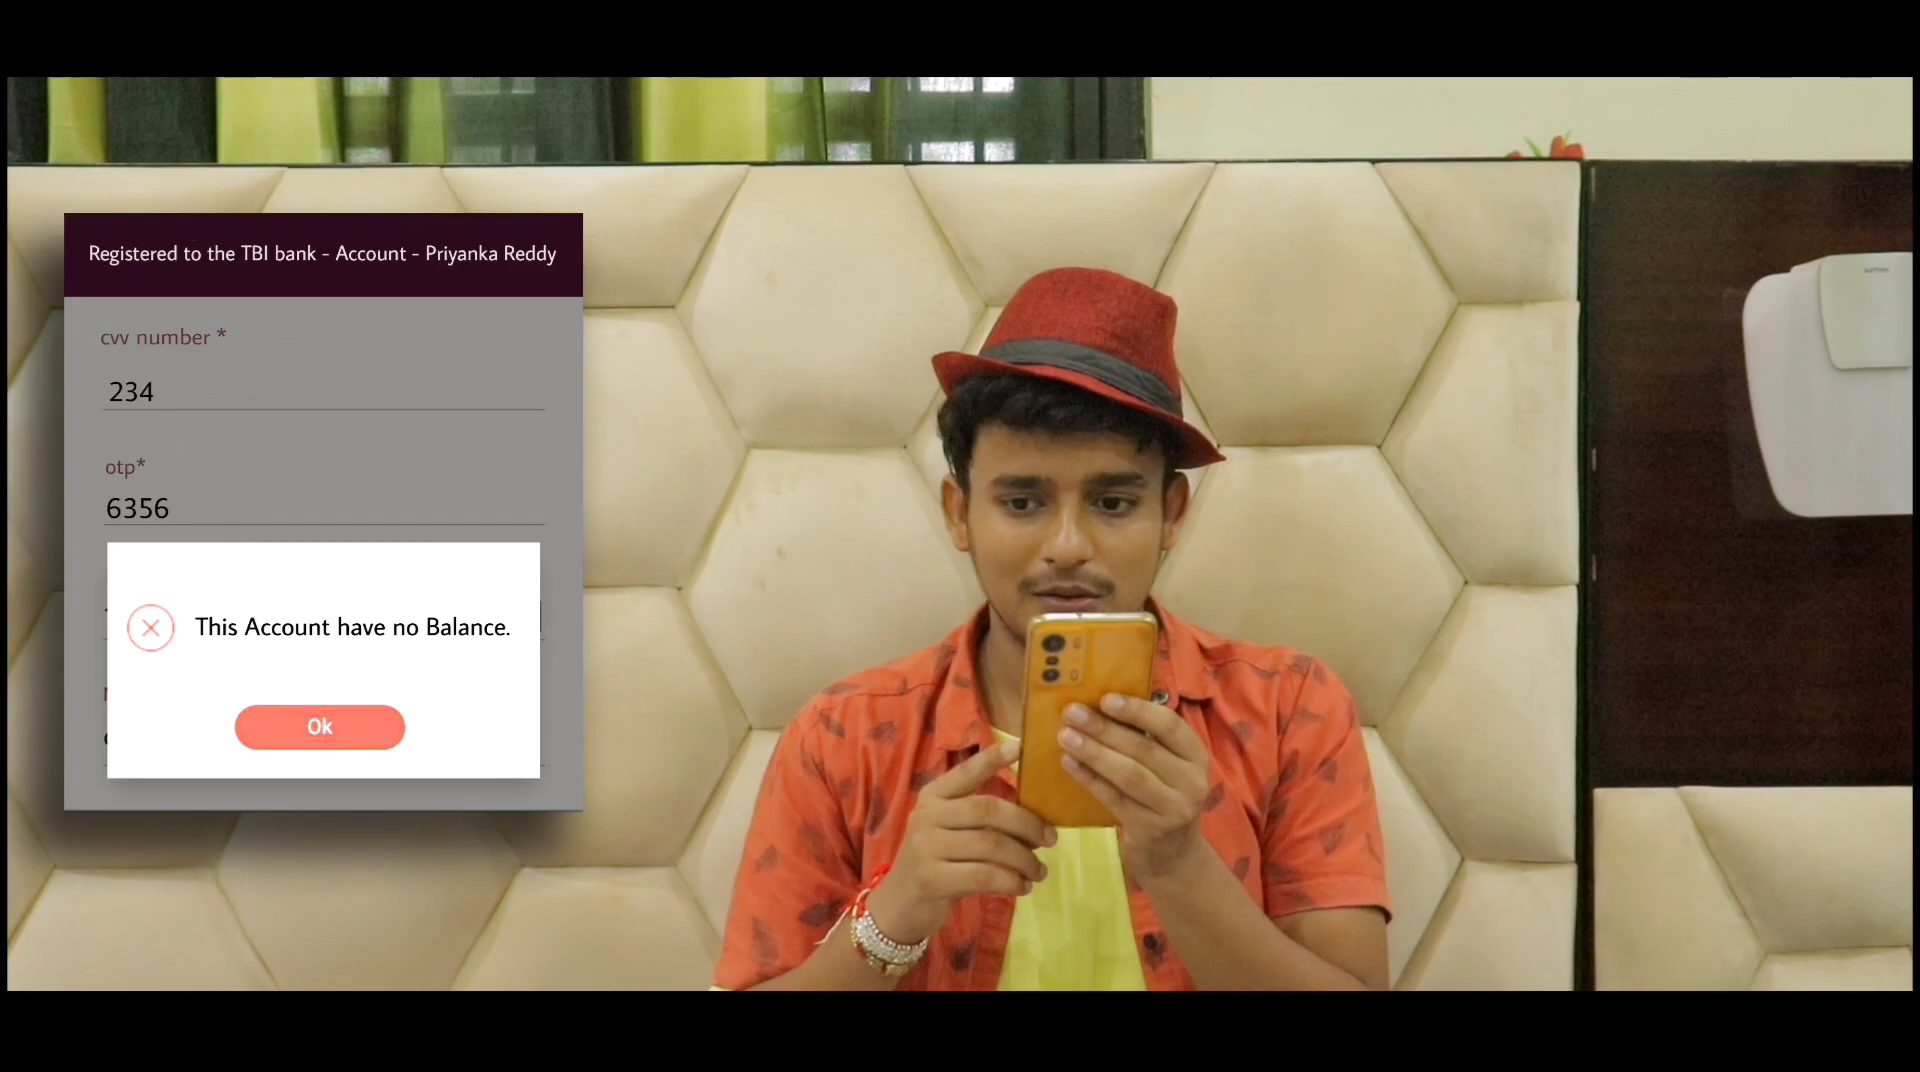 Registered to the TBI bank - Account - Priyanka Reddy
cvv number *
234
otp*
6356
This Account have no Balance.
Ok